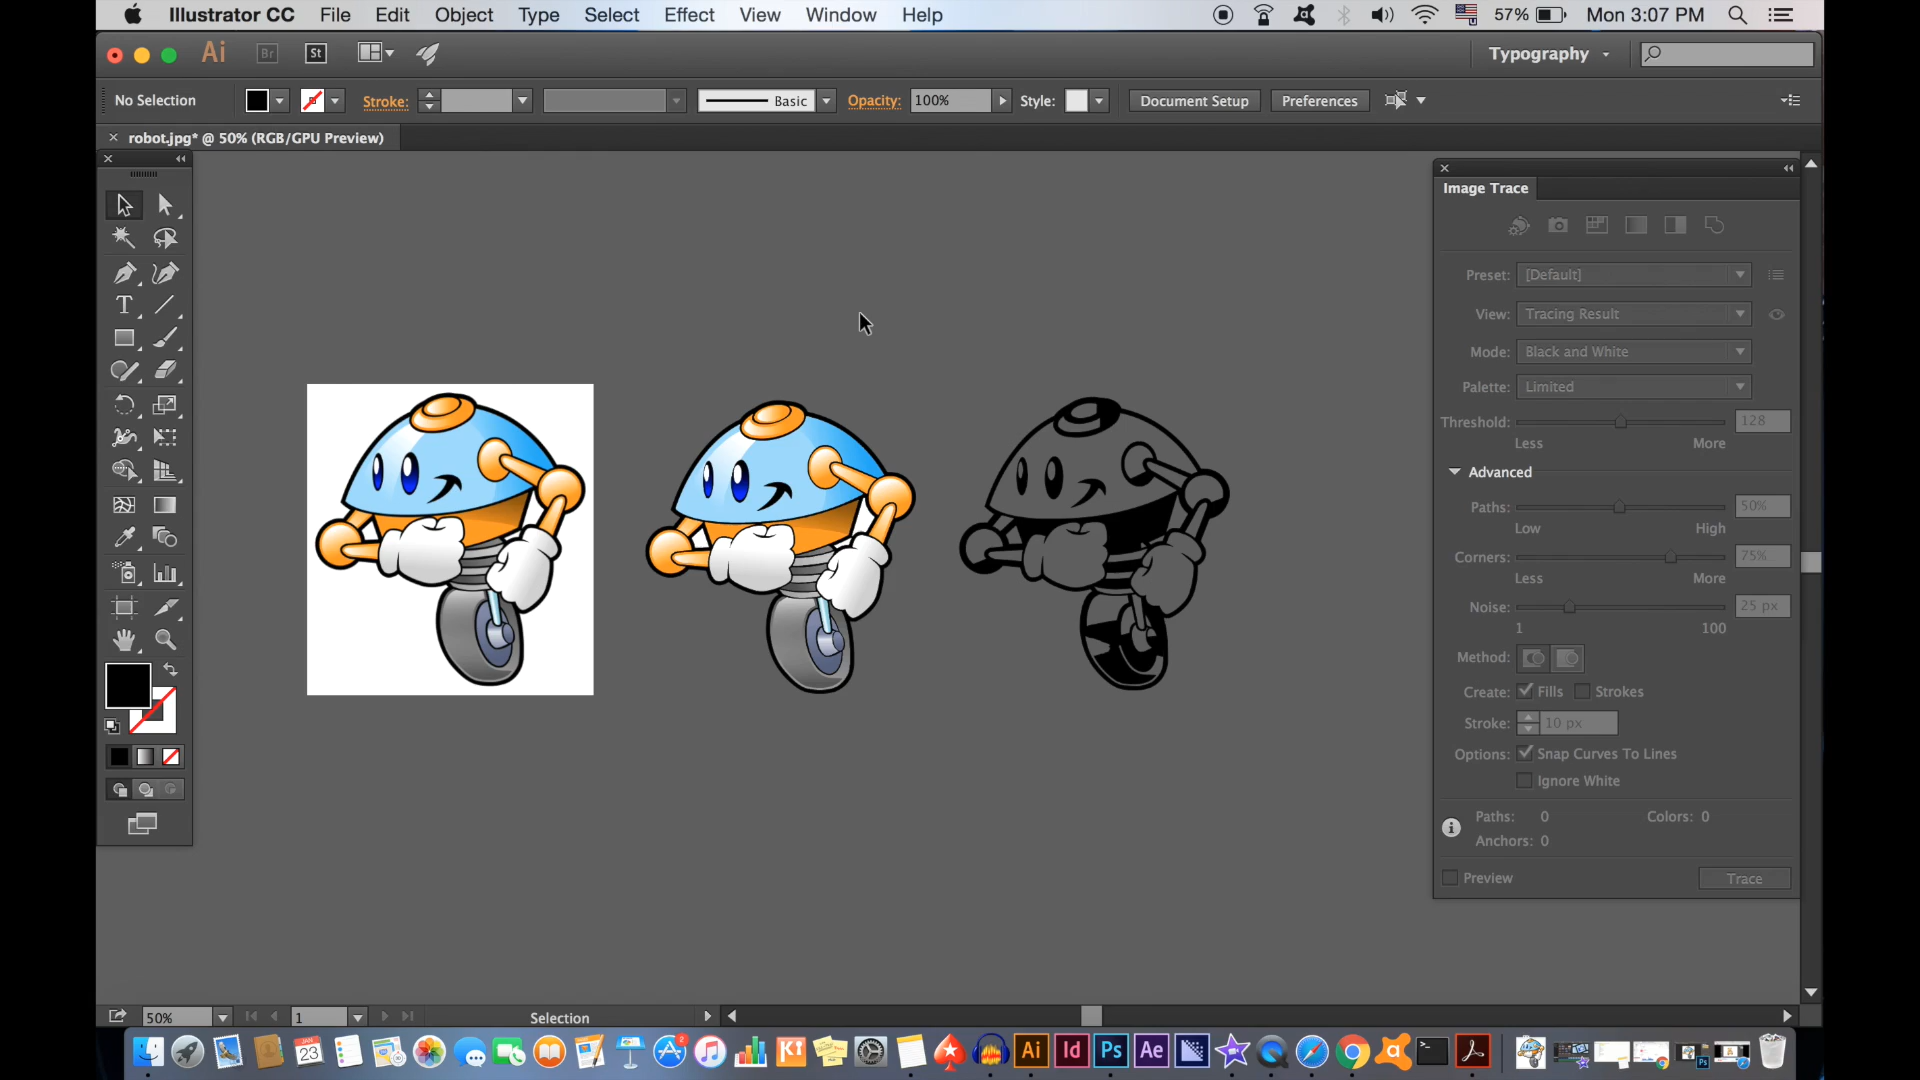 Illustrator CC File Edit Object Type Select Effect View Window Help 57% Mon 3:07 PM
Ai Br St Typography
No Selection Stroke: Basic Opacity: 100% Style: Document Setup Preferences
robot.jpg* @ 50% (RGB/GPU Preview)
Image Trace
Preset: [Default]
View: Tracing Result
Mode: Black and White
Palette: Limited
Threshold: 128
Less More
Advanced
Paths: 50%
Low High
Corners: 75%
Less More
Noise: 25 px
1 100
Method:
Create: Fills Strokes
Stroke: 10 px
Options: Snap Curves To Lines
Ignore White
Paths: 0 Colors: 0
Anchors: 0
Preview Trace
50% 1 Selection
JAN
23 2 Ai Id Ps Ae